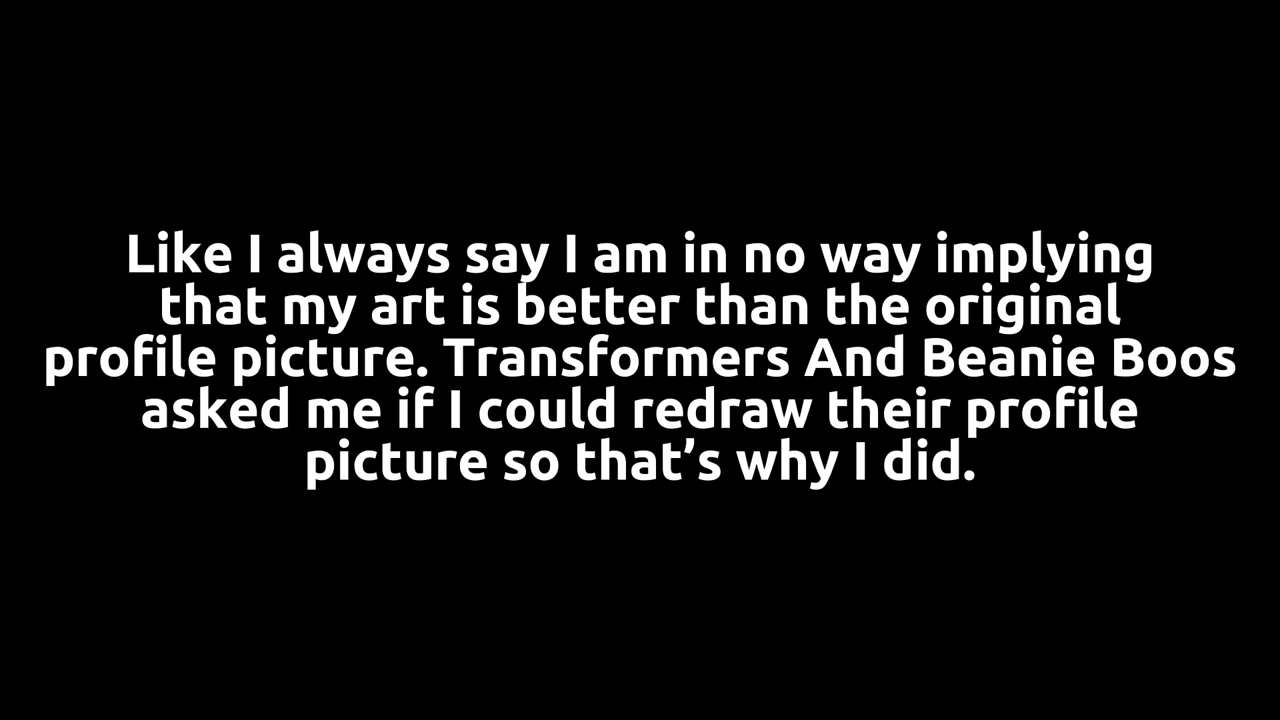 Like I always say I am in no way implying
that my art is better than the original
profile picture. Transformers And Beanie Boos
asked me if I could redraw their profile
picture so that’s why I did.